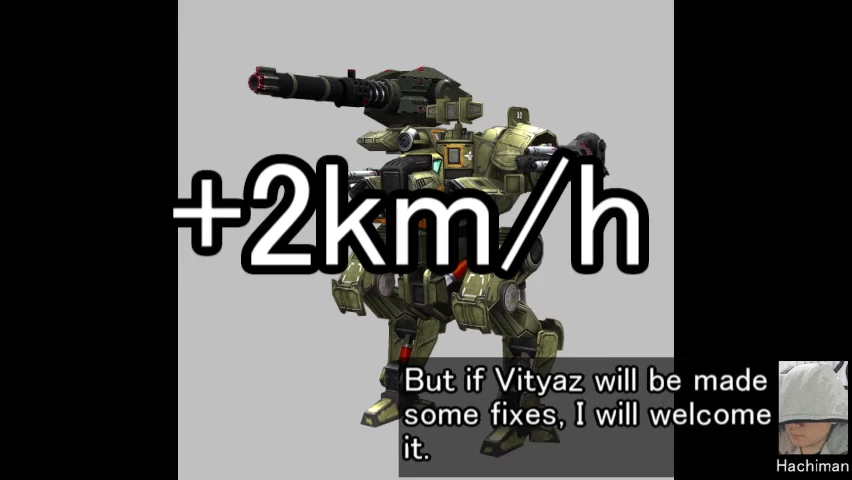 +2km/h
But if Vityaz will be made
some fixes, I will welcome
it.
Hachiman